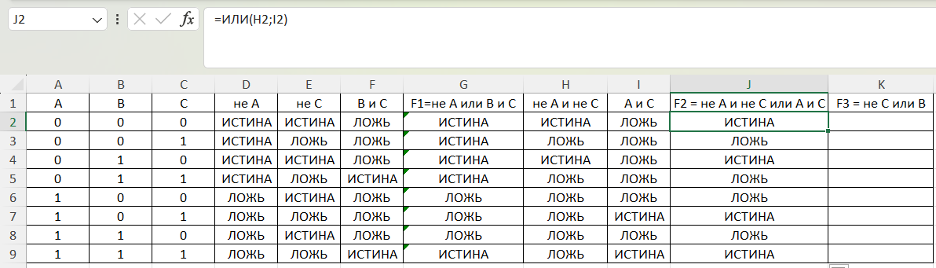 J2 fx =ИЛИ(H2;I2)
A B C D E F G H I J K
1 A B C не A не C B и C F1=не A или B и C не A и не C A и C F2 = не A и не C или A и C F3 = не C или B
2 0 0 0 ИСТИНА ИСТИНА ЛОЖЬ ИСТИНА ИСТИНА ЛОЖЬ ИСТИНА
3 0 0 1 ИСТИНА ЛОЖЬ ЛОЖЬ ИСТИНА ЛОЖЬ ЛОЖЬ ЛОЖЬ
4 0 1 0 ИСТИНА ИСТИНА ЛОЖЬ ИСТИНА ИСТИНА ЛОЖЬ ИСТИНА
5 0 1 1 ИСТИНА ЛОЖЬ ИСТИНА ИСТИНА ЛОЖЬ ЛОЖЬ ЛОЖЬ
6 1 0 0 ЛОЖЬ ИСТИНА ЛОЖЬ ЛОЖЬ ЛОЖЬ ЛОЖЬ ЛОЖЬ
7 1 0 1 ЛОЖЬ ЛОЖЬ ЛОЖЬ ЛОЖЬ ЛОЖЬ ИСТИНА ИСТИНА
8 1 1 0 ЛОЖЬ ИСТИНА ЛОЖЬ ЛОЖЬ ЛОЖЬ ЛОЖЬ ЛОЖЬ
9 1 1 1 ЛОЖЬ ЛОЖЬ ИСТИНА ИСТИНА ЛОЖЬ ИСТИНА ИСТИНА